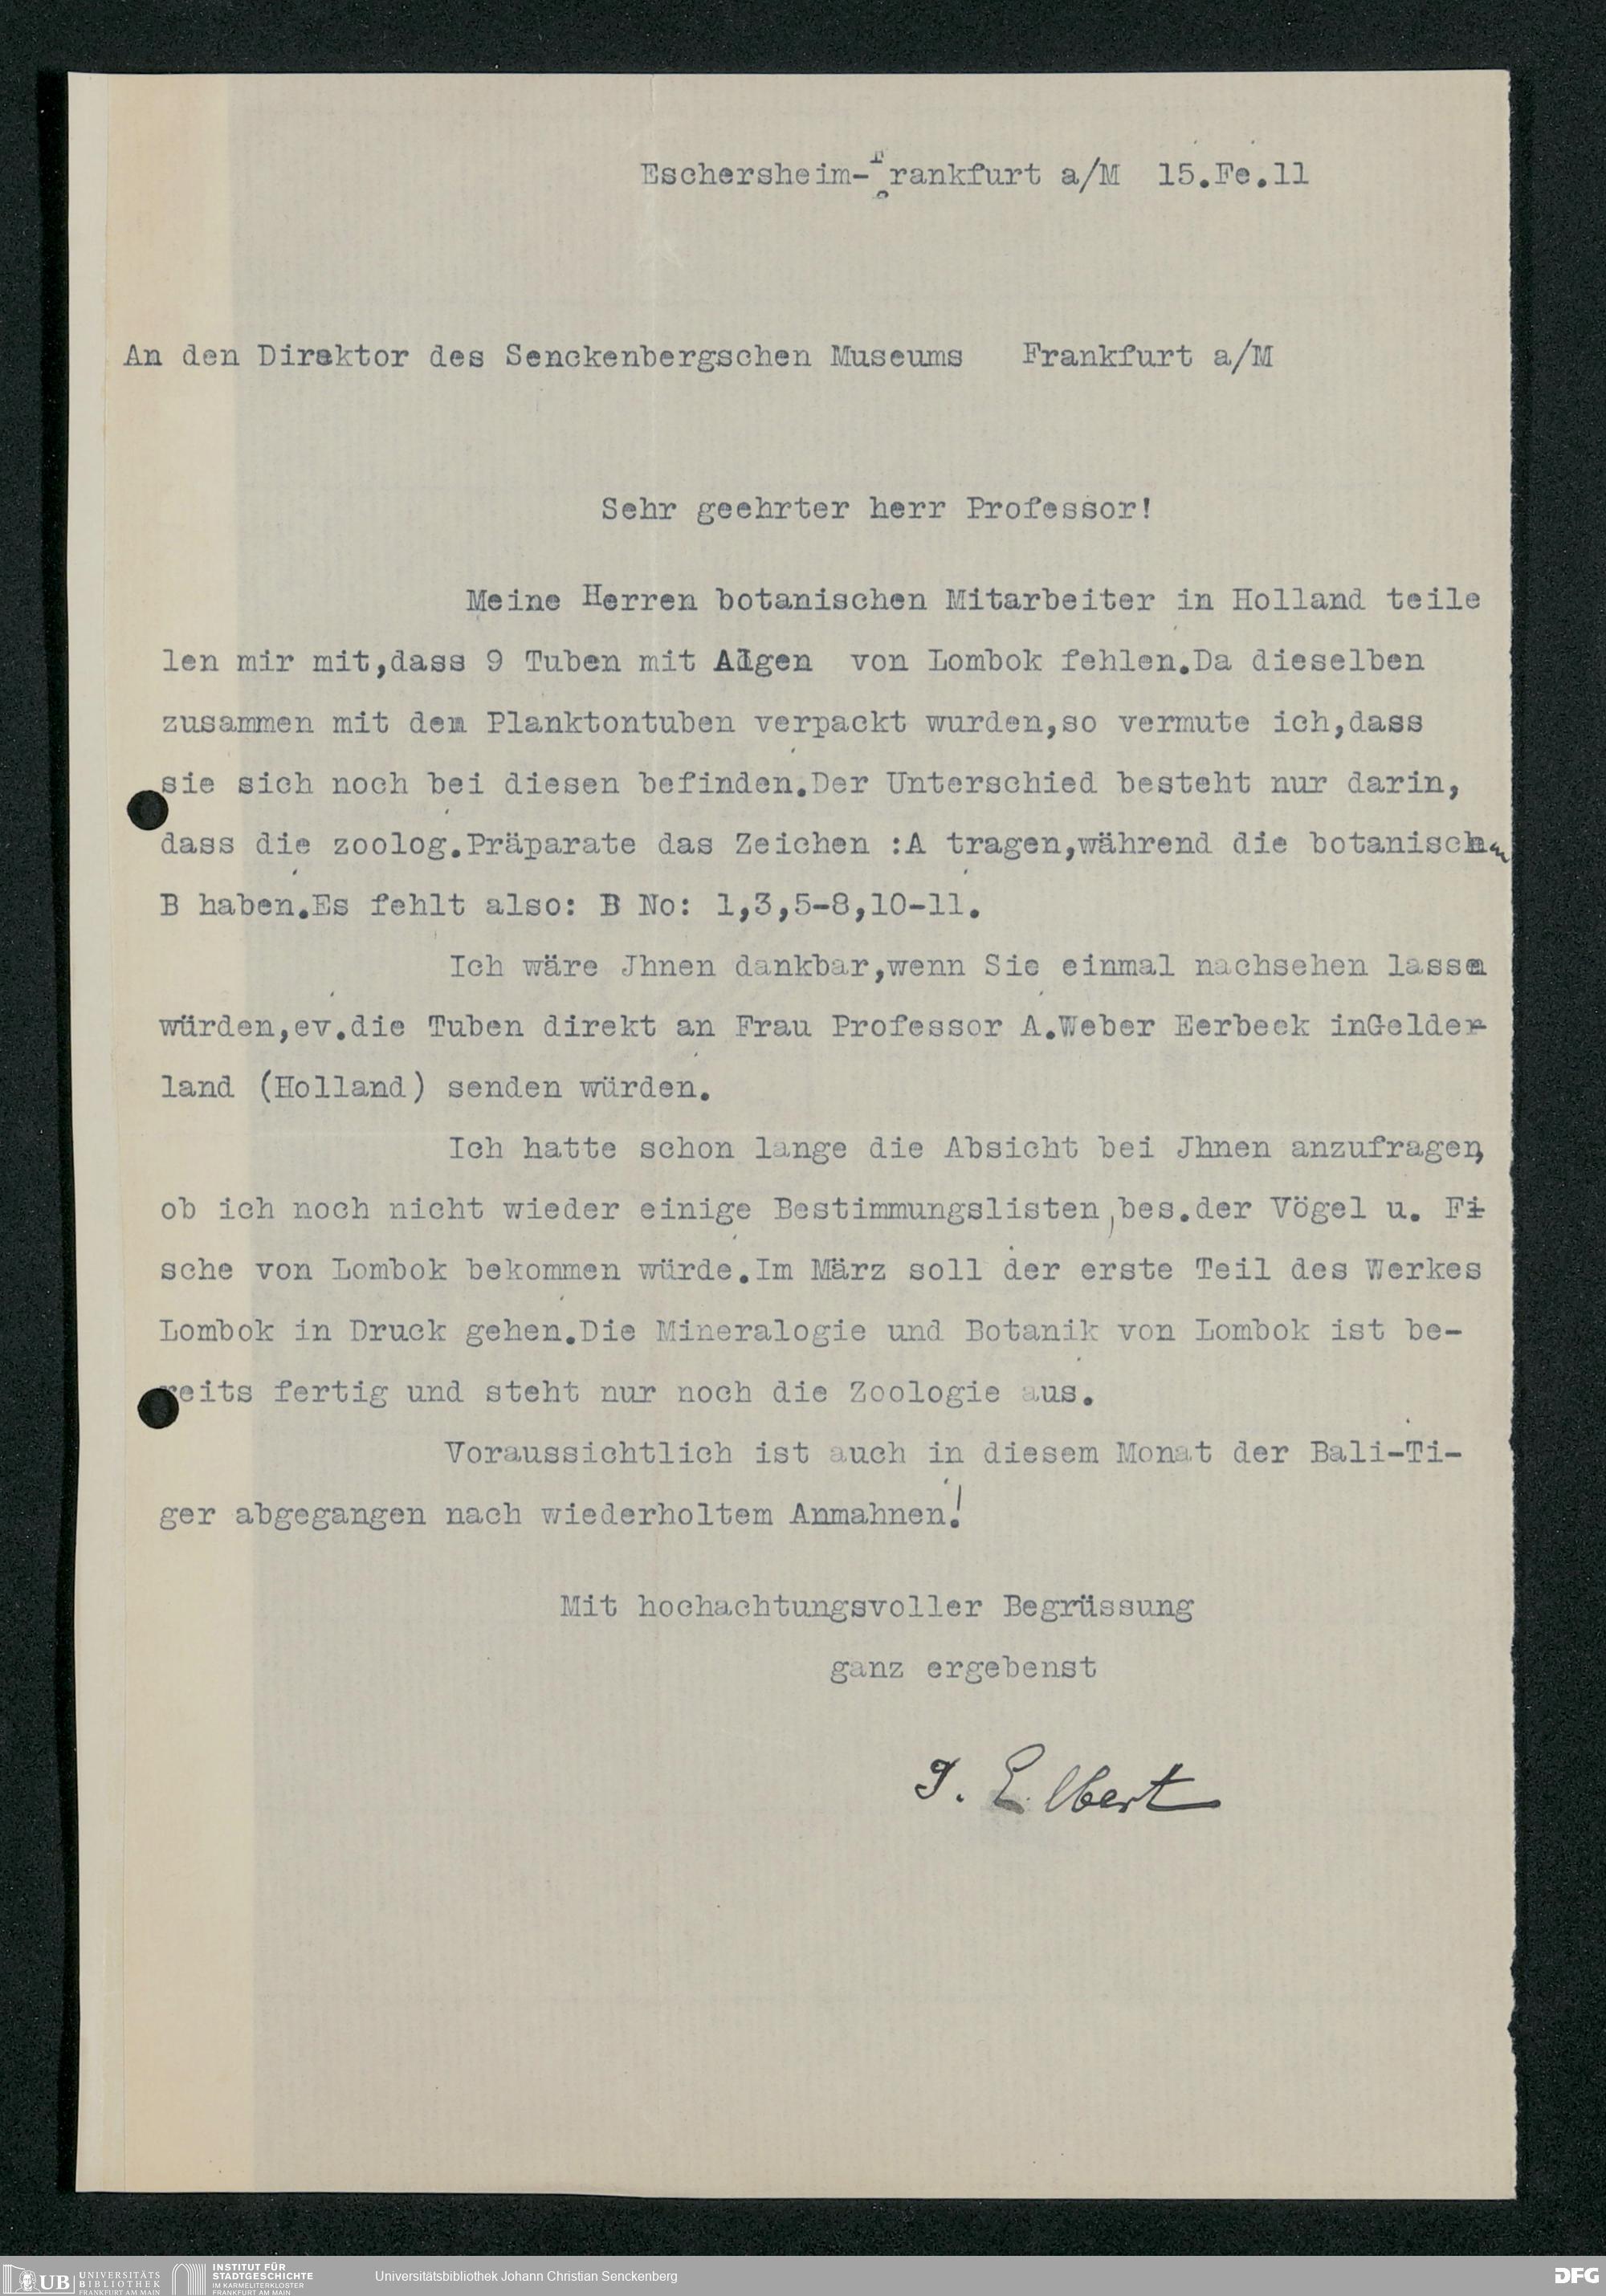 Eschersheim-Frankfurt a/M 15.Fe.11
An den Direktor des Senckenbergschen Museums Frankfurt a/M
Sehr geehrter herr Professor!
Meine Herren botanischen Mitarbeiter in Holland teile
len mir mit,dass 9 Tuben mit Algen von Lombok fehlen.Da dieselben
zusammen mit den Planktontuben verpackt wurden,so vermute ich,dass
sie sich noch bei diesen befinden.Der Unterschied besteht nur darin,
dass die zoolog.Präparate das Zeichen :A tragen,während die botanischen
B haben.Es fehlt also: B No: 1,3,5-8,10-11.
Ich wäre Jhnen dankbar,wenn Sie einmal nachsehen lassen
würden,ev.die Tuben direkt an Frau Professor A.Weber Eerbeek inGelder-
land (Holland) senden würden.
Ich hatte schon lange die Absicht bei Jhnen anzufragen,
ob ich noch nicht wieder einige Bestimmungslisten,bes.der Vögel u. Fi-
sche von Lombok bekommen würde.Im März soll der erste Teil des Werkes
Lombok in Druck gehen.Die Mineralogie und Botanik von Lombok ist be-
reits fertig und steht nur noch die Zoologie aus.
Voraussichtlich ist auch in diesem Monat der Bali-Ti-
ger abgegangen nach wiederholtem Anmahnen!
Mit hochachtungsvoller Begrüssung
ganz ergebenst
J. Elbert
UB UNIVERSITÄTS
BIBLIOTHEK
FRANKFURT AM MAIN
INSTITUT FÜR
STADTGESCHICHTE
IM KARMELITERKLOSTER
FRANKFURT AM MAIN
Universitätsbibliothek Johann Christian Senckenberg
DFG